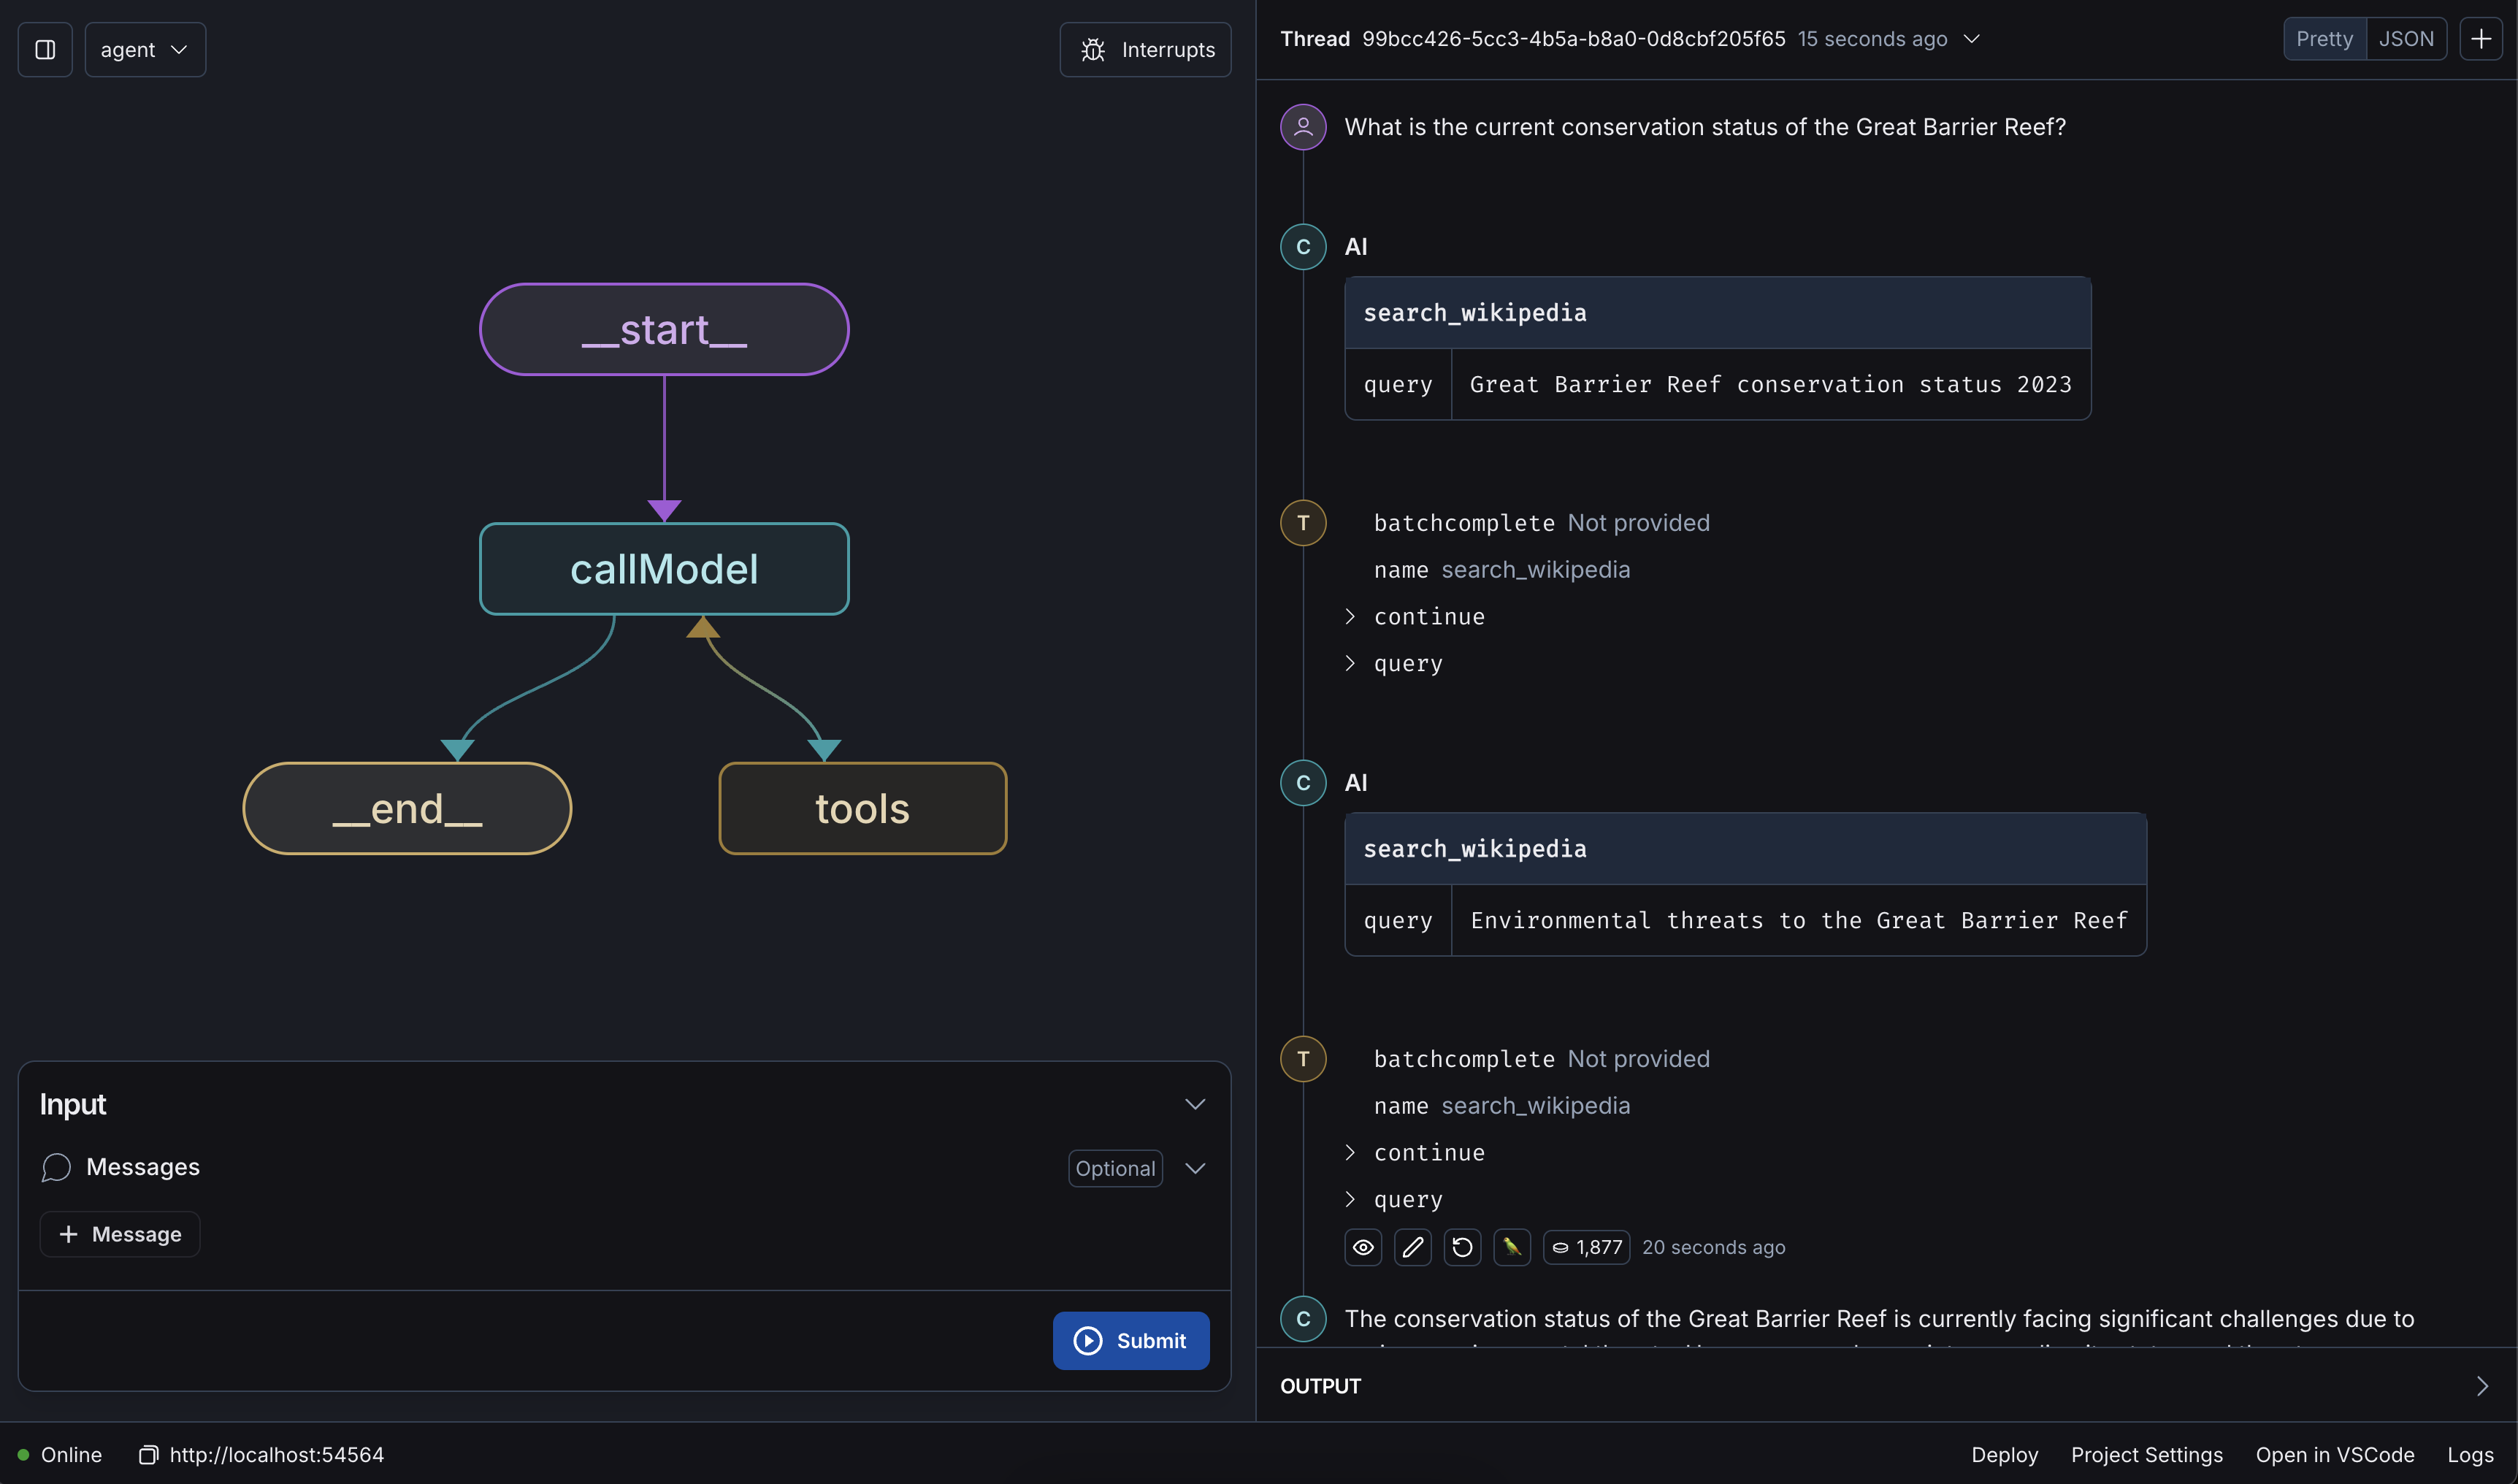 agent
Interrupts
__start__
callModel
__end__
tools
Input
Messages
Optional
Message
Submit
Thread 99bcc426-5cc3-4b5a-b8a0-0d8cbf205f65 15 seconds ago
Pretty JSON
What is the current conservation status of the Great Barrier Reef?
C AI
search_wikipedia
query Great Barrier Reef conservation status 2023
T batchcomplete Not provided
name search_wikipedia
continue
query
C AI
search_wikipedia
query Environmental threats to the Great Barrier Reef
T batchcomplete Not provided
name search_wikipedia
continue
query
1,877 20 seconds ago
C The conservation status of the Great Barrier Reef is currently facing significant challenges due to
OUTPUT
Online http://localhost:54564
Deploy Project Settings Open in VSCode Logs